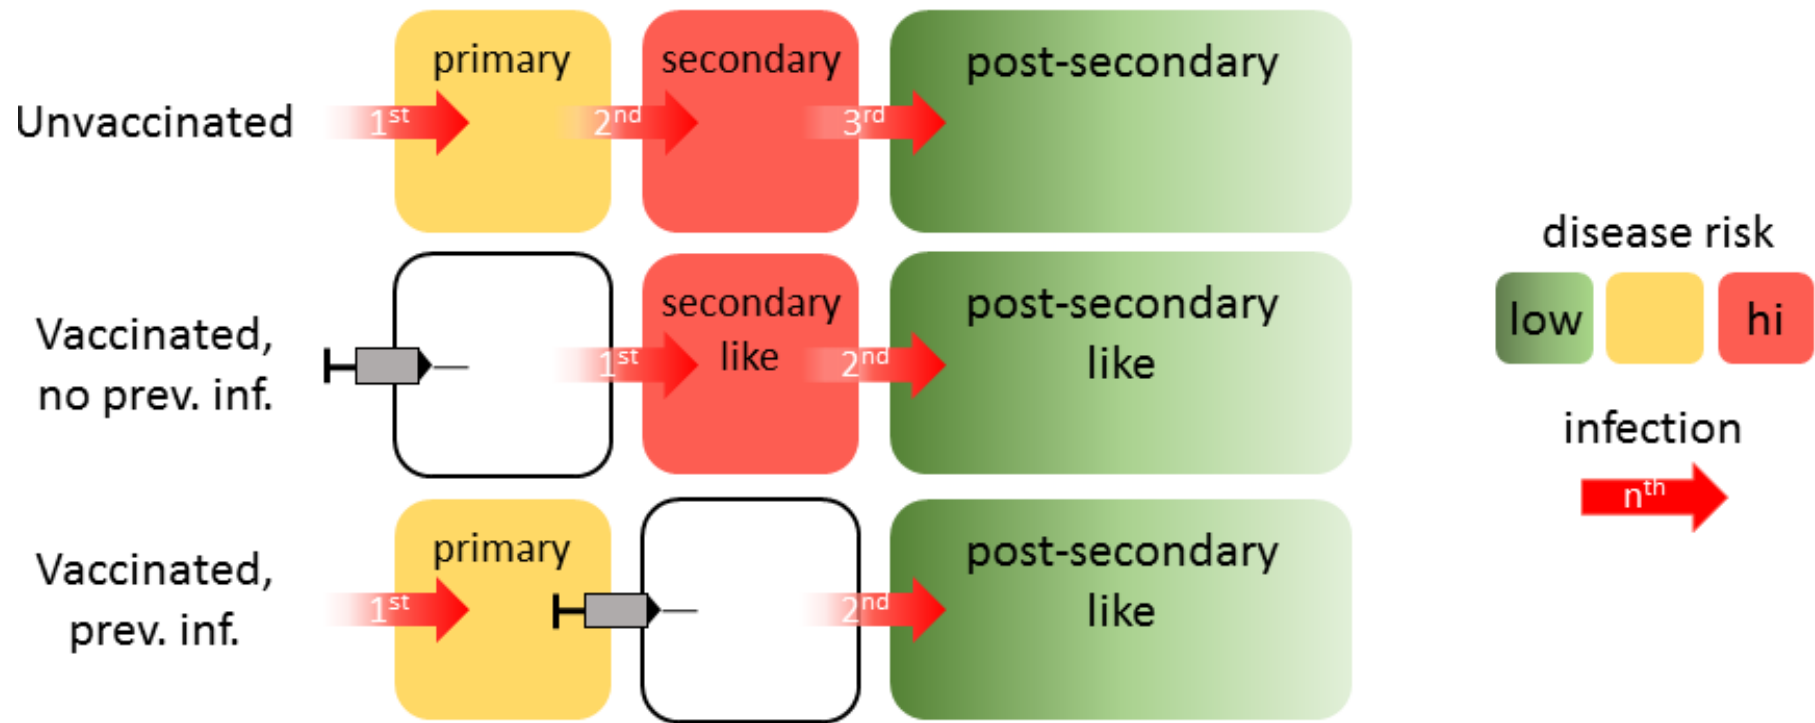 Unvaccinated
primary
secondary
post-secondary
1st
2nd
3rd
Vaccinated,
no prev. inf.
secondary
like
post-secondary
like
1st
2nd
Vaccinated,
prev. inf.
primary
post-secondary
like
1st
2nd
disease risk
low
hi
infection
nth